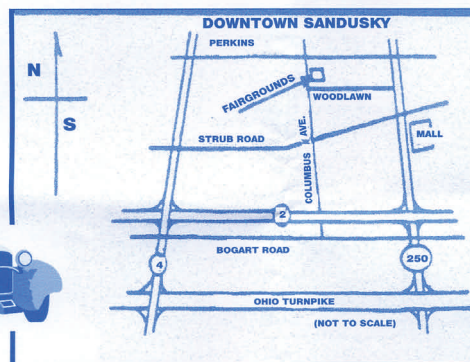 DOWNTOWN SANDUSKY
PERKINS
N
FAIRGROUNDS
WOODLAWN
S
STRUB ROAD
COLUMBUS AVE.
MALL
2
BOGART ROAD
4
250
OHIO TURNPIKE
(NOT TO SCALE)